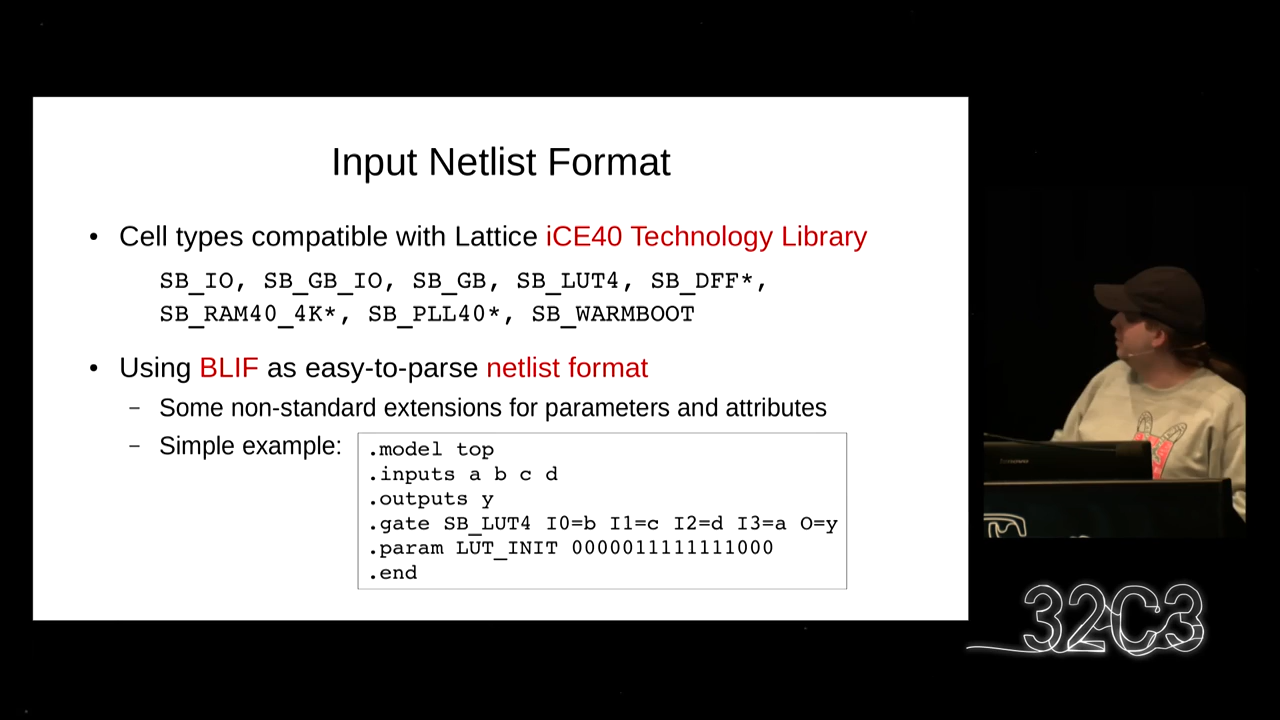 Input Netlist Format
• Cell types compatible with Lattice iCE40 Technology Library
SB_IO, SB_GB_IO, SB_GB, SB_LUT4, SB_DFF*,
SB_RAM40_4K*, SB_PLL40*, SB_WARMBOOT
• Using BLIF as easy-to-parse netlist format
– Some non-standard extensions for parameters and attributes
– Simple example:
.model top
.inputs a b c d
.outputs y
.gate SB_LUT4 I0=b I1=c I2=d I3=a O=y
.param LUT_INIT 0000011111111000
.end
lenovo
32C3